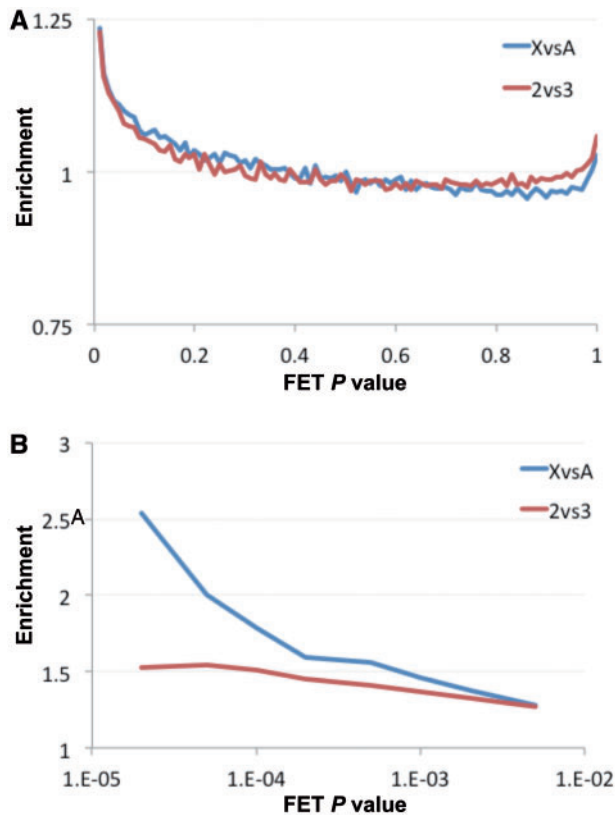 A
1.25
XvsA
2vs3
Enrichment
1
0.75
0 0.2 0.4 0.6 0.8 1
FET P value
B
3
XvsA
2vs3
2.5A
Enrichment
2
1.5
1
1.E-05 1.E-04 1.E-03 1.E-02
FET P value